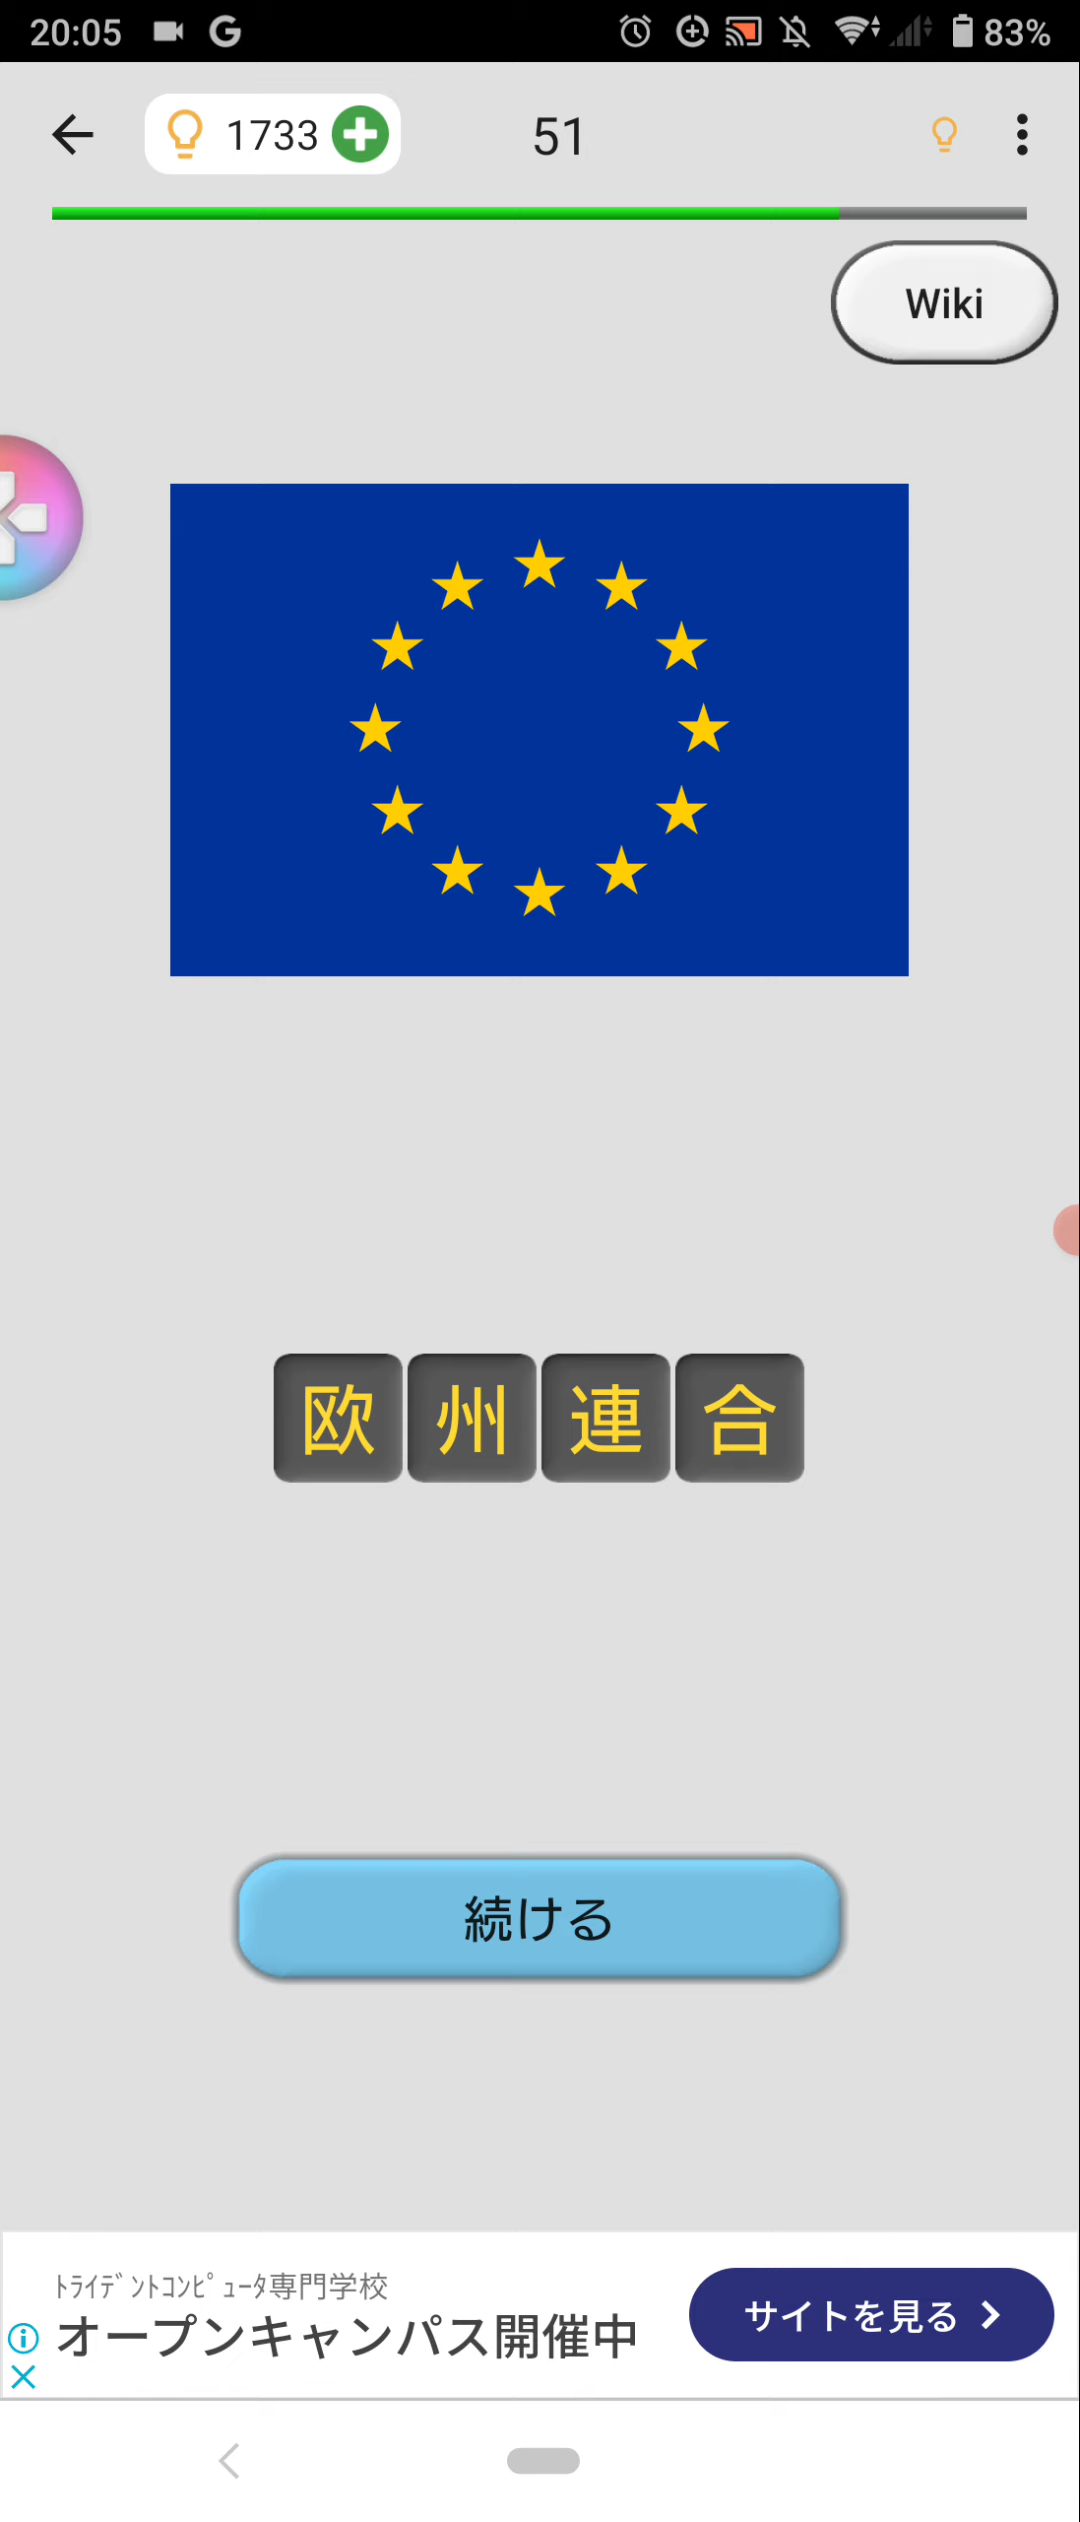 20:05 G 83%
1733 51
Wiki
欧州連合
続ける
ﾄﾗｲﾃﾞﾝﾄｺﾝﾋﾟｭｰﾀ専門学校
オープンキャンパス開催中
サイトを見る